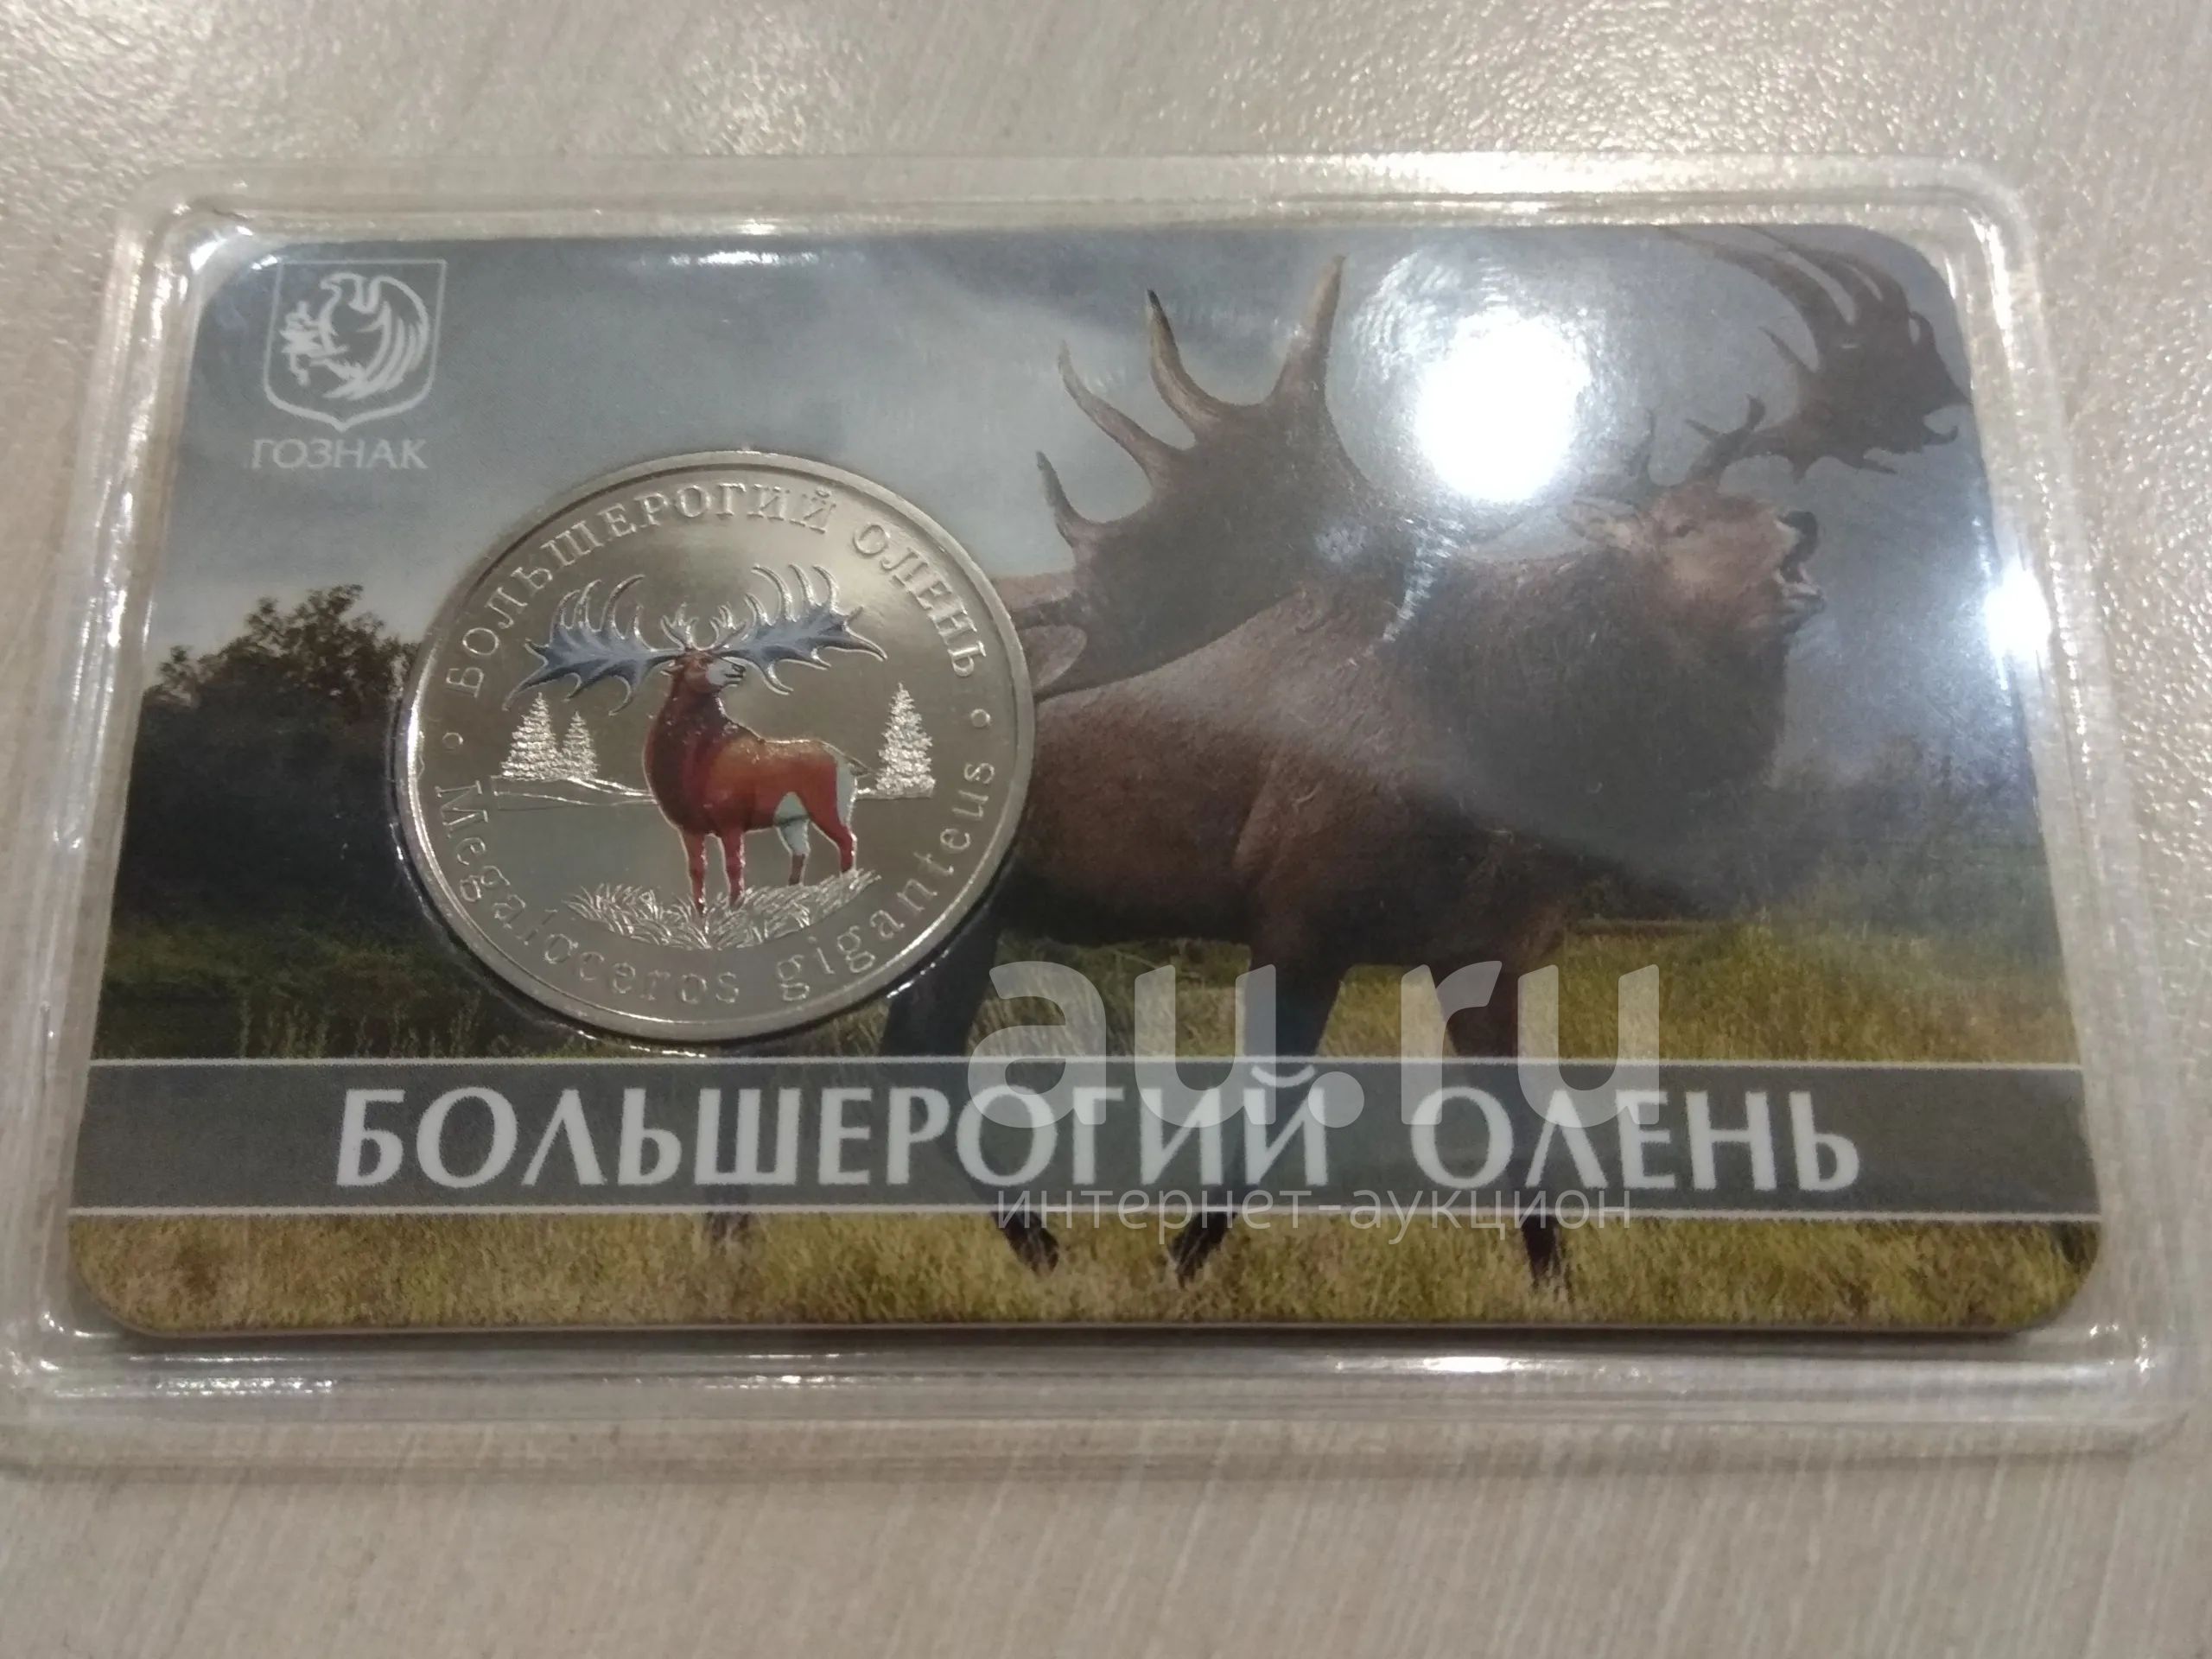 ГОЗНАК
БОЛЬШЕРОГИЙ ОЛЕНЬ
Megaloceros giganteus
au.ru
БОЛЬШЕРОГИЙ ОЛЕНЬ
интернет-аукцион